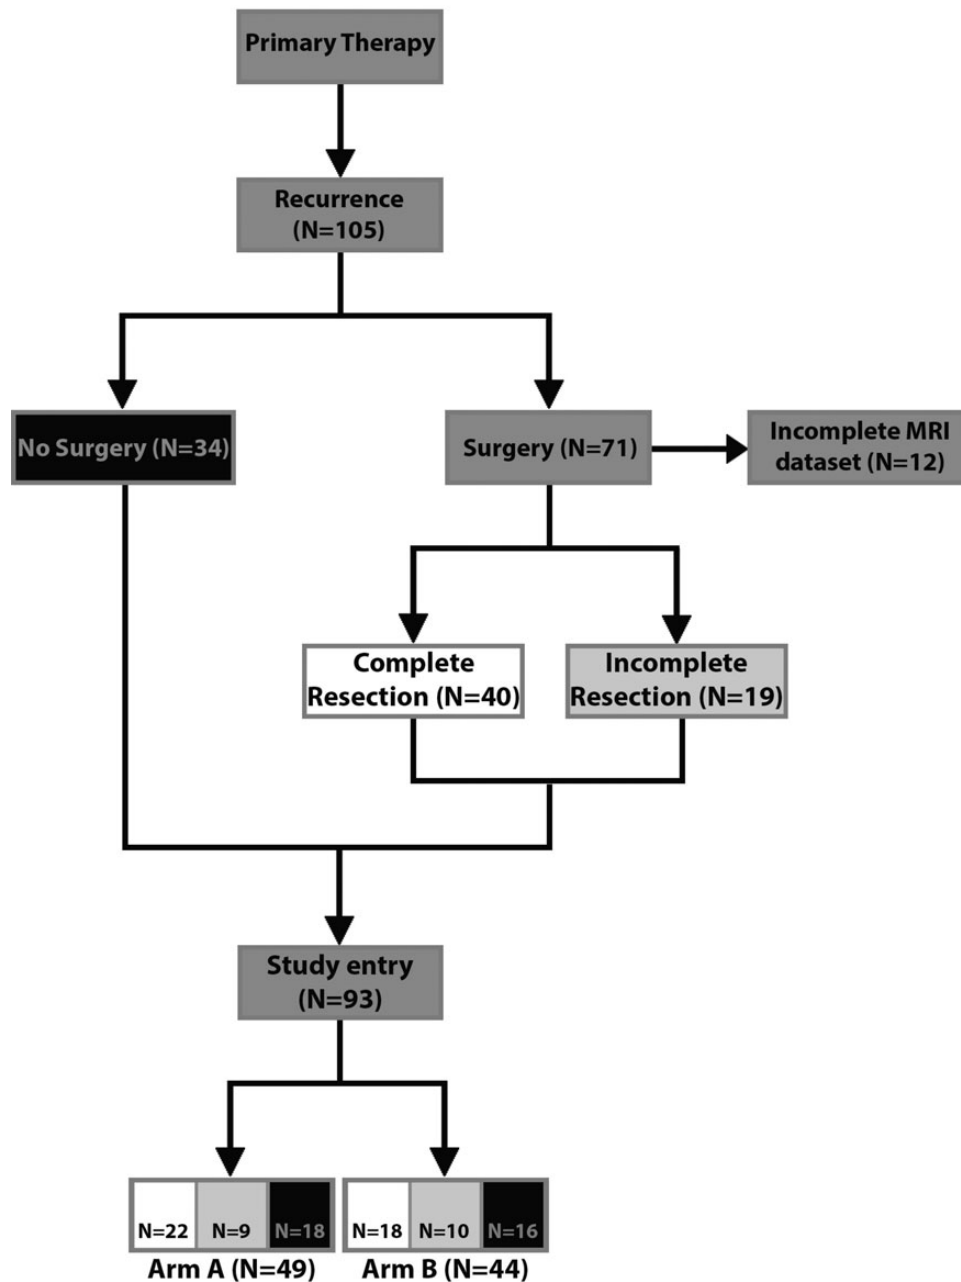 Primary Therapy
Recurrence
(N=105)
No Surgery (N=34)
Surgery (N=71)
Incomplete MRI
dataset (N=12)
Complete
Resection (N=40)
Incomplete
Resection (N=19)
Study entry
(N=93)
N=22 N=9 N=18
N=18 N=10 N=16
Arm A (N=49)
Arm B (N=44)